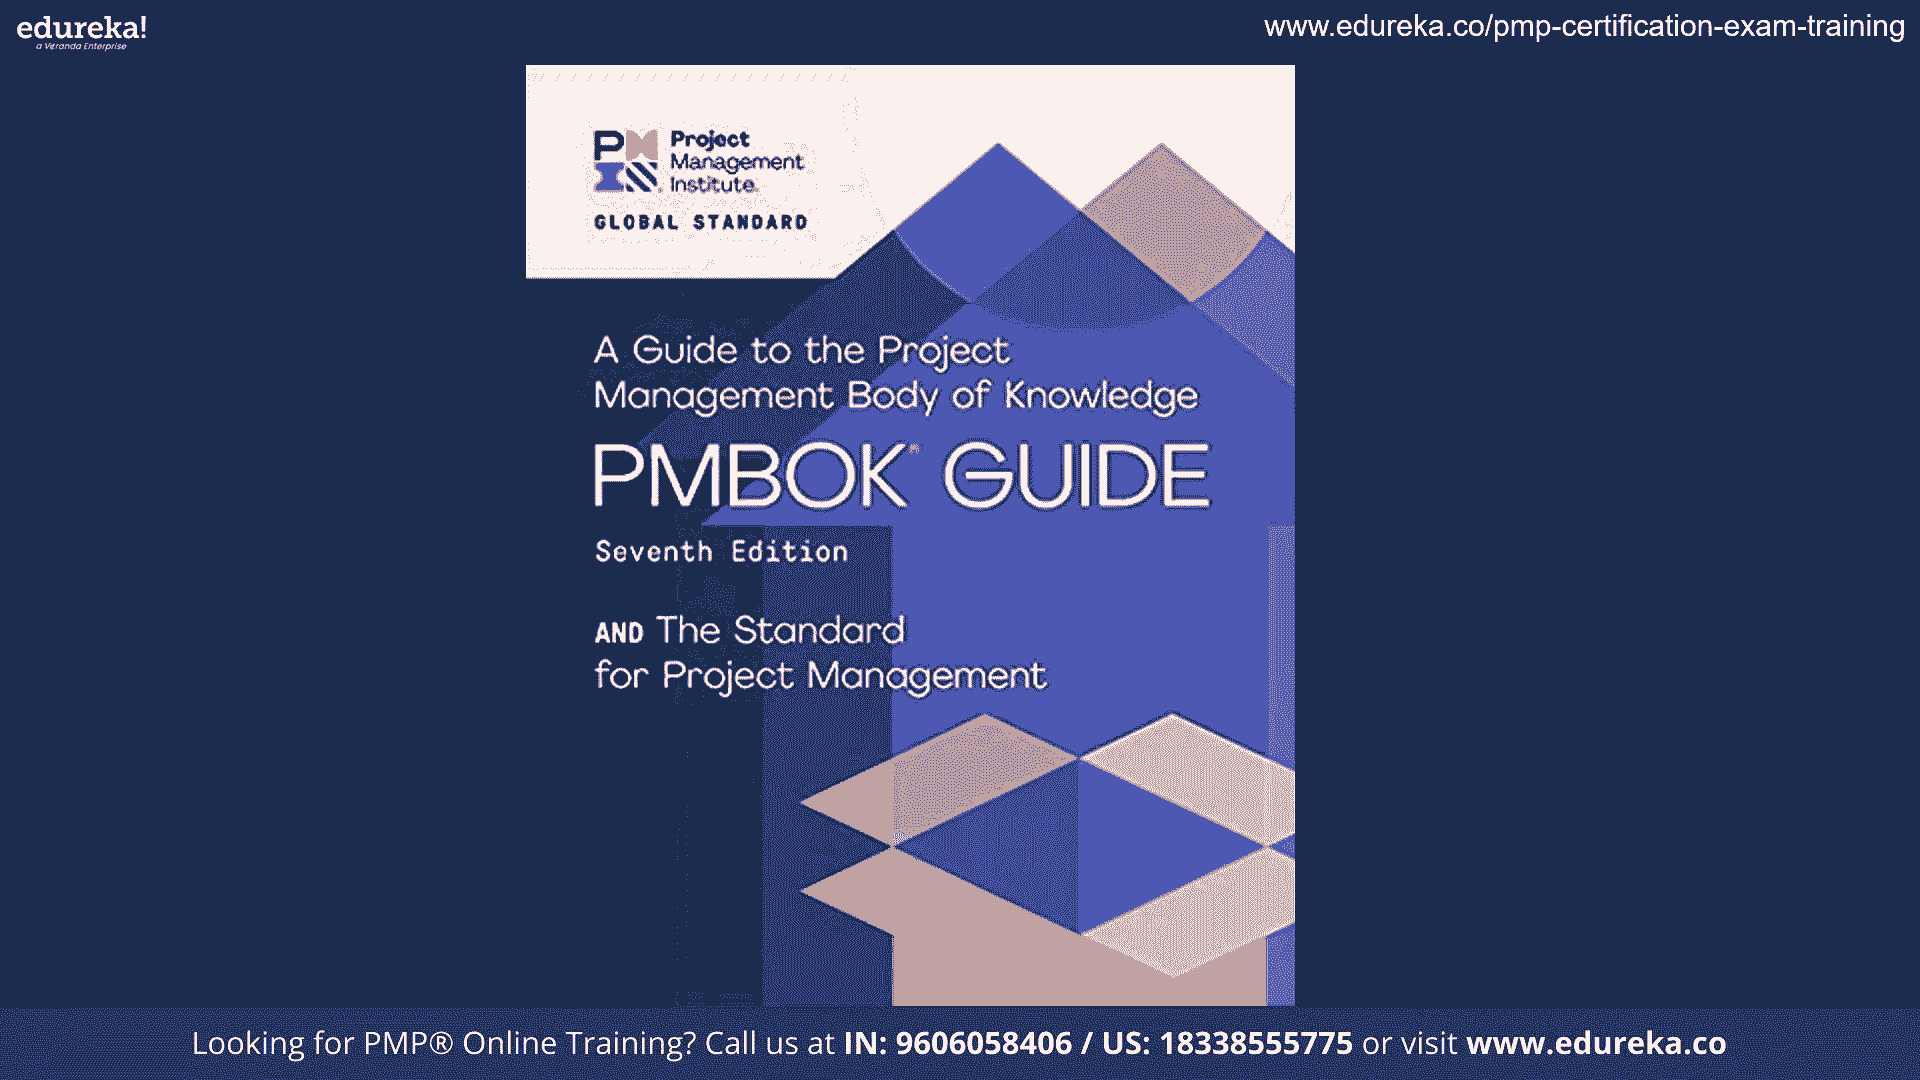 edureka!
a Veranda Enterprise
www.edureka.co/pmp-certification-exam-training
PM
Project
Management
Institute.
GLOBAL STANDARD
A Guide to the Project
Management Body of Knowledge
PMBOK® GUIDE
Seventh Edition
AND The Standard
for Project Management
Looking for PMP® Online Training? Call us at IN: 9606058406 / US: 18338555775 or visit www.edureka.co